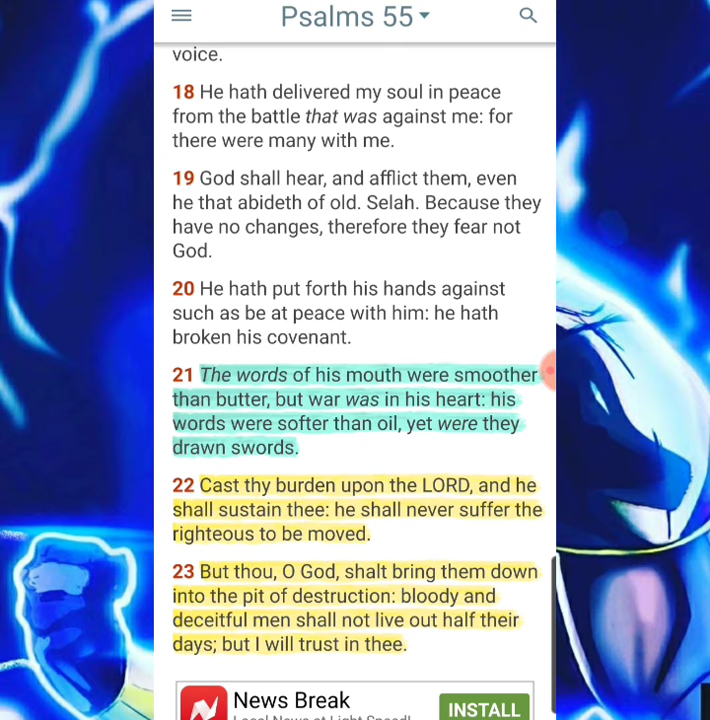 Psalms 55
voice.
18 He hath delivered my soul in peace
from the battle that was against me: for
there were many with me.
19 God shall hear, and afflict them, even
he that abideth of old. Selah. Because they
have no changes, therefore they fear not
God.
20 He hath put forth his hands against
such as be at peace with him: he hath
broken his covenant.
21 The words of his mouth were smoother
than butter, but war was in his heart: his
words were softer than oil, yet were they
drawn swords.
22 Cast thy burden upon the LORD, and he
shall sustain thee: he shall never suffer the
righteous to be moved.
23 But thou, O God, shalt bring them down
into the pit of destruction: bloody and
deceitful men shall not live out half their
days; but I will trust in thee.
News Break
INSTALL